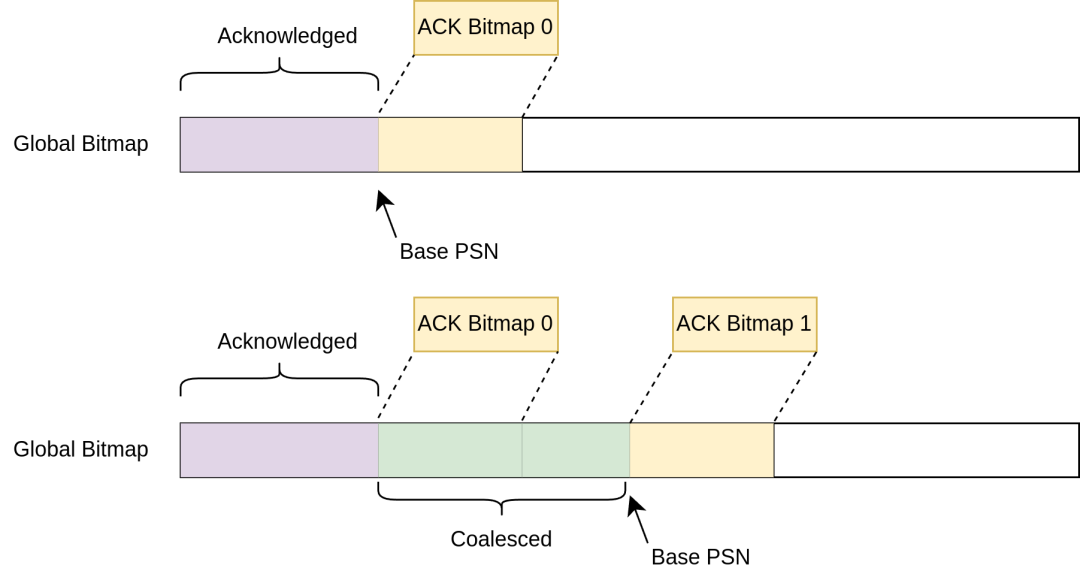 ACK Bitmap 0
Acknowledged
Global Bitmap
Base PSN
ACK Bitmap 0
ACK Bitmap 1
Acknowledged
Global Bitmap
Coalesced
Base PSN